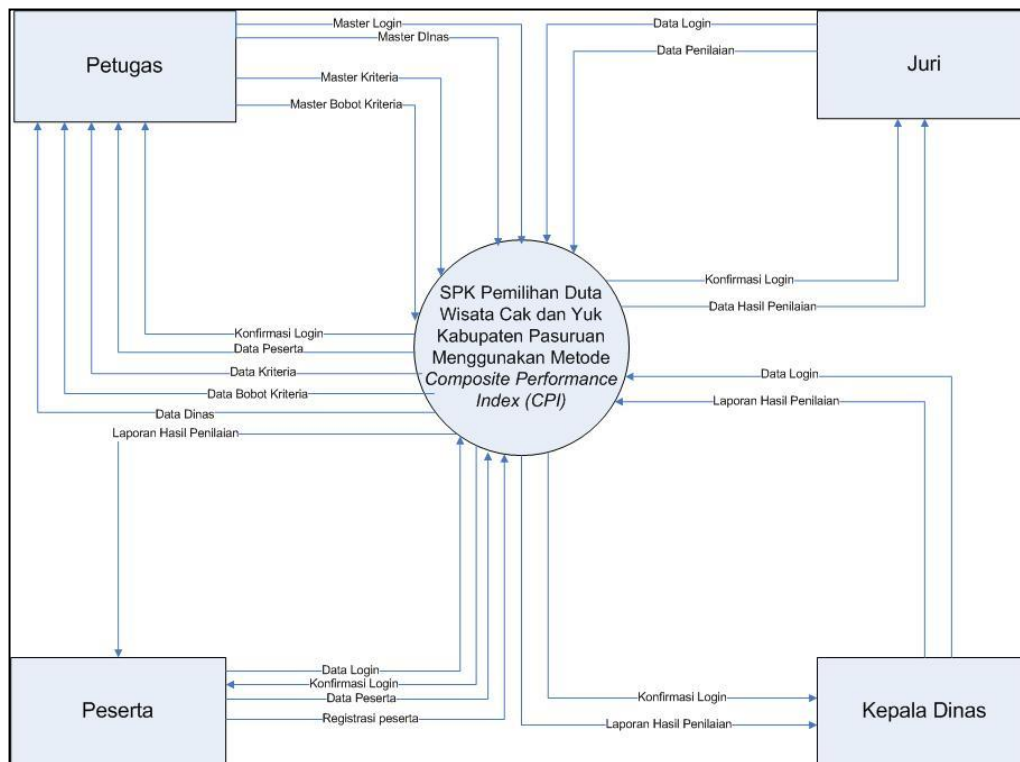 Master Login
Master DInas
Petugas
Master Kriteria
Master Bobot Kriteria
Data Login
Data Penilaian
Juri
SPK Pemilihan Duta
Wisata Cak dan Yuk
Kabupaten Pasuruan
Menggunakan Metode
Composite Performance
Index (CPI)
Konfirmasi Login
Data Hasil Penilaian
Konfirmasi Login
Data Peserta
Data Kriteria
Data Bobot Kriteria
Data Dinas
Laporan Hasil Penilaian
Data Login
Laporan Hasil Penilaian
Peserta
Data Login
Konfirmasi Login
Data Peserta
Registrasi peserta
Konfirmasi Login
Laporan Hasil Penilaian
Kepala Dinas